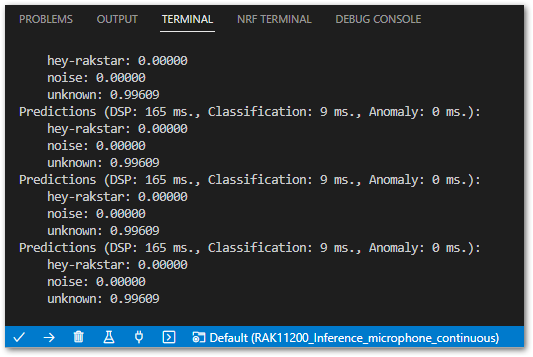 PROBLEMS OUTPUT TERMINAL NRF TERMINAL DEBUG CONSOLE
hey-rakstar: 0.00000
noise: 0.00000
unknown: 0.99609
Predictions (DSP: 165 ms., Classification: 9 ms., Anomaly: 0 ms.):
hey-rakstar: 0.00000
noise: 0.00000
unknown: 0.99609
Predictions (DSP: 165 ms., Classification: 9 ms., Anomaly: 0 ms.):
hey-rakstar: 0.00000
noise: 0.00000
unknown: 0.99609
Predictions (DSP: 165 ms., Classification: 9 ms., Anomaly: 0 ms.):
hey-rakstar: 0.00000
noise: 0.00000
unknown: 0.99609
Default (RAK11200_Inference_microphone_continuous)